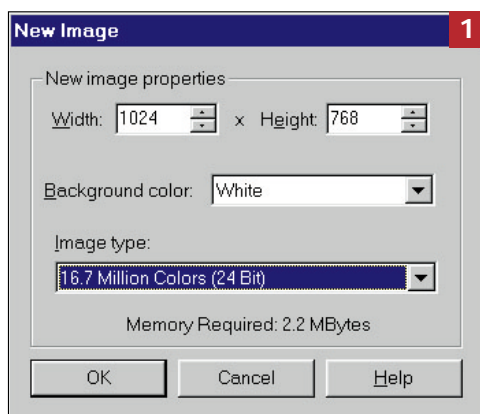 New Image
1
New image properties
Width: 1024 x Height: 768
Background color: White
Image type:
16.7 Million Colors (24 Bit)
Memory Required: 2.2 MBytes
OK Cancel Help